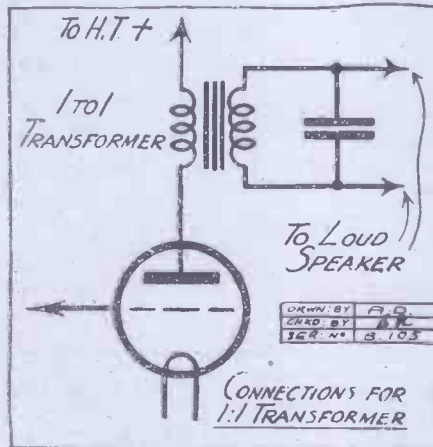 TO H.T +
1 TO 1
TRANSFORMER
TO LOUD
SPEAKER
DRWN: BY A.D.
CHKD: BY
SER: No B.105
CONNECTIONS FOR
1:1 TRANSFORMER